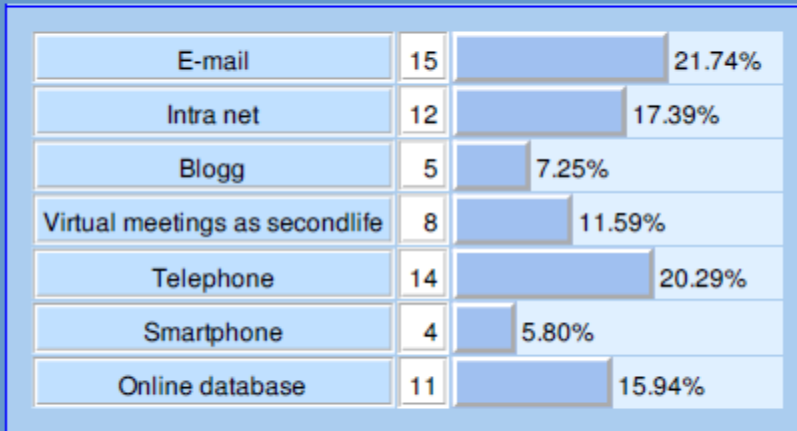 E-mail 15 21.74%
Intra net 12 17.39%
Blogg 5 7.25%
Virtual meetings as secondlife 8 11.59%
Telephone 14 20.29%
Smartphone 4 5.80%
Online database 11 15.94%